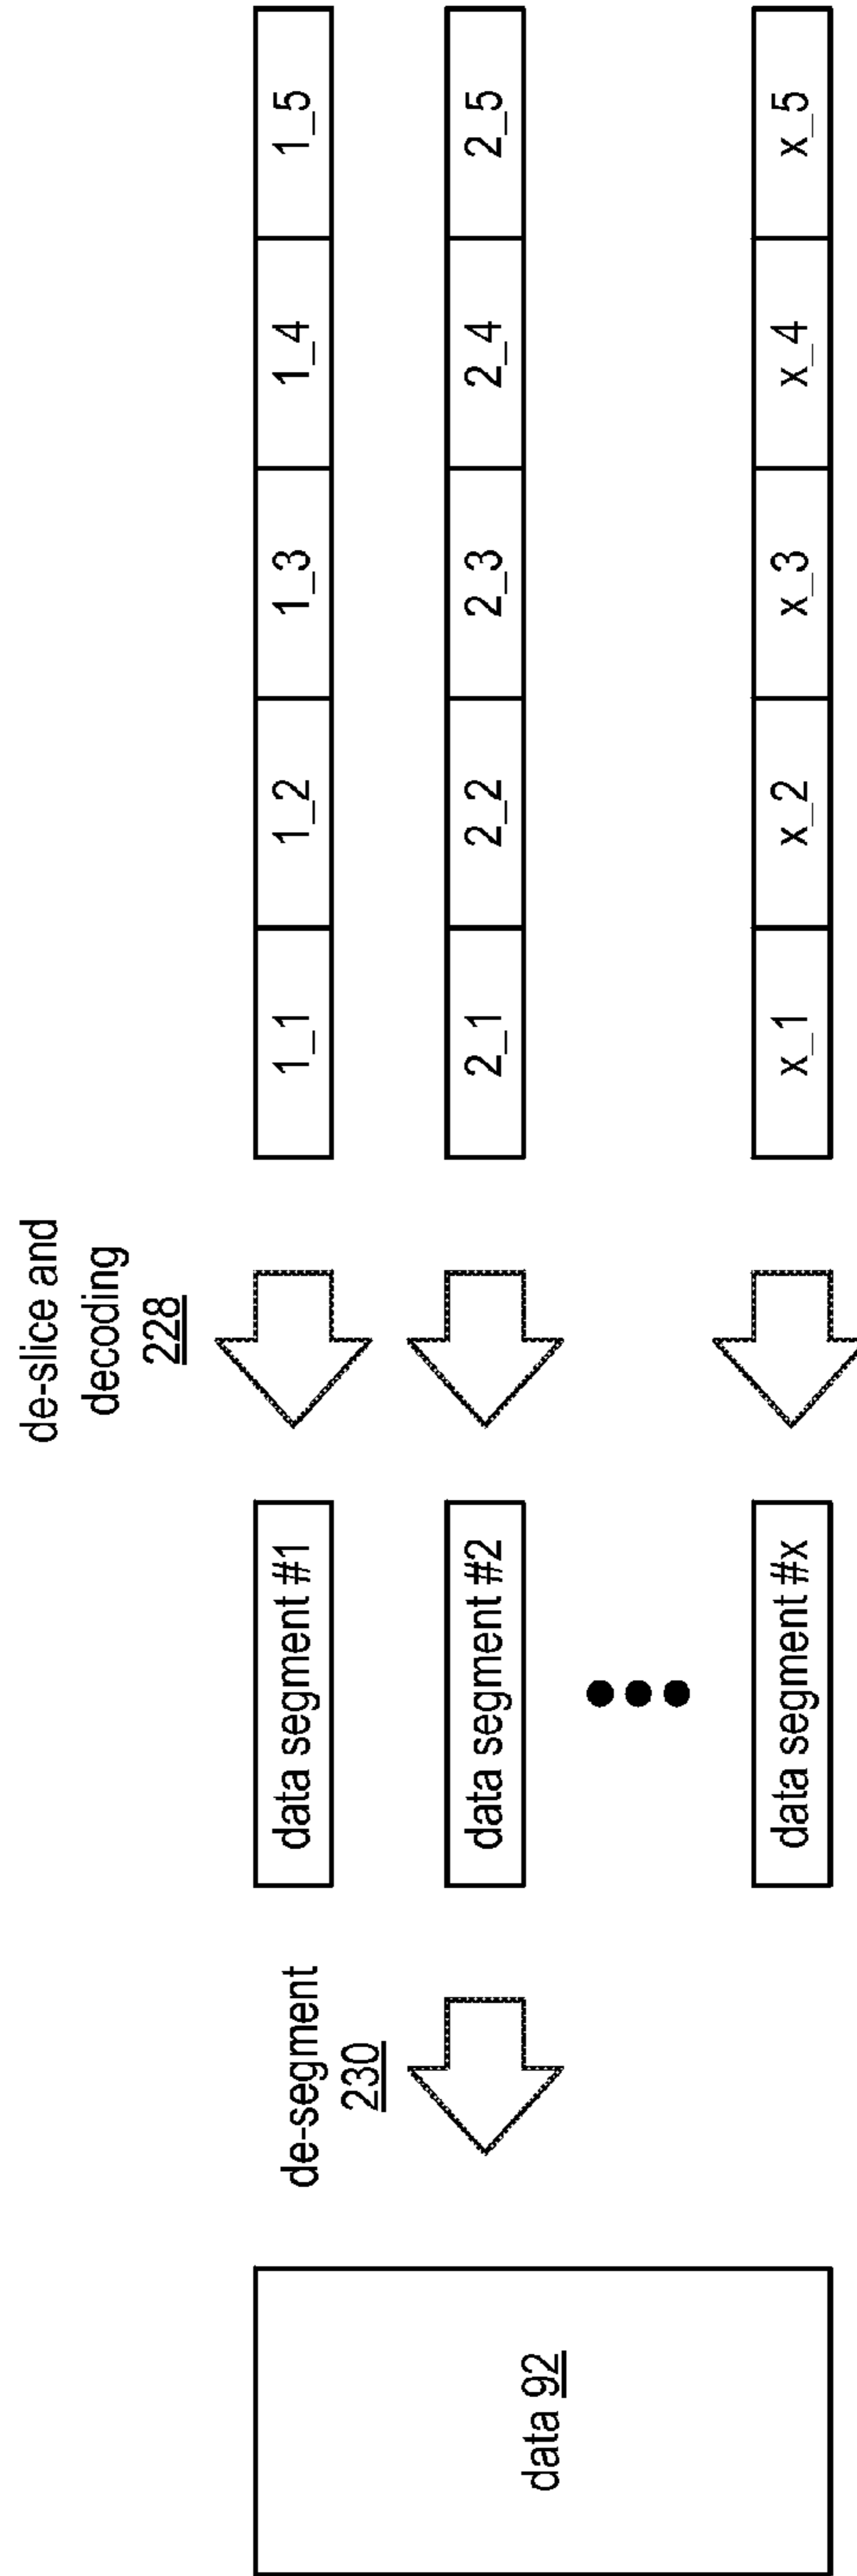 de-slice and
decoding
228
de-segment
230
data 92
data segment #1
1_1
1_2
1_3
1_4
1_5
data segment #2
2_1
2_2
2_3
2_4
2_5
data segment #x
x_1
x_2
x_3
x_4
x_5